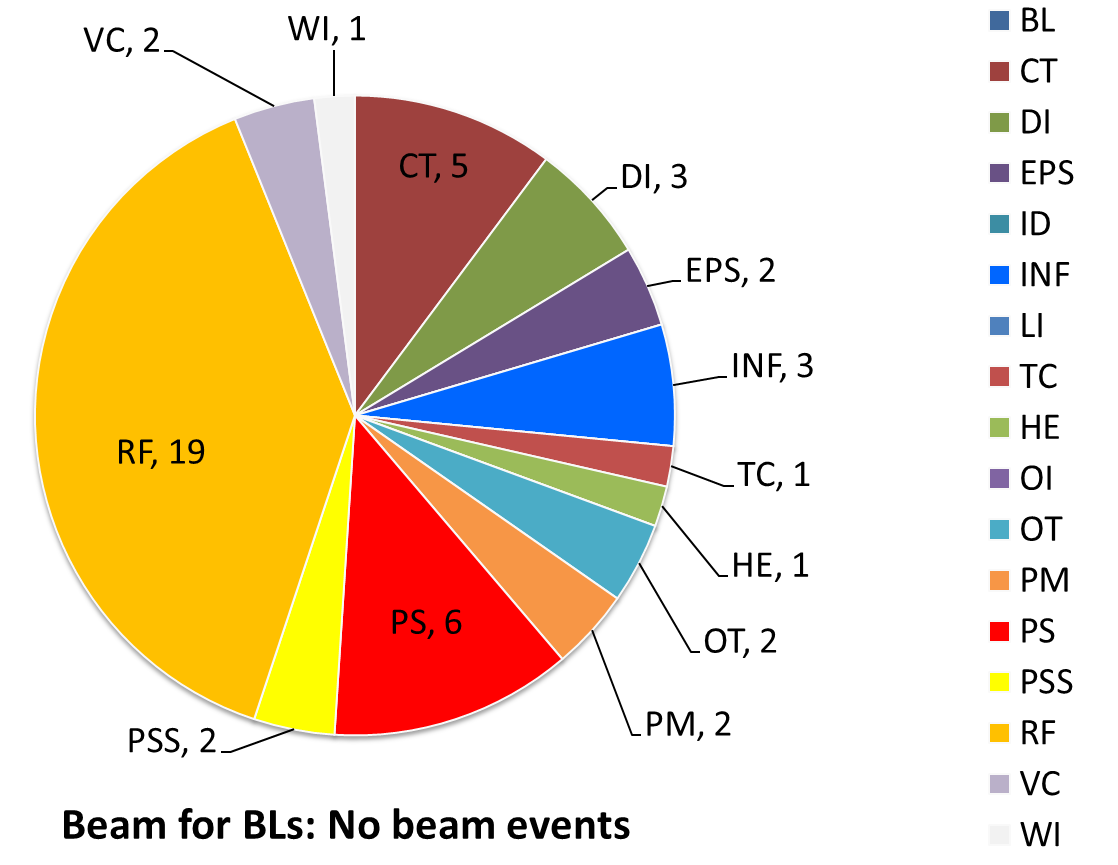 WI, 1
VC, 2
CT, 5
DI, 3
EPS, 2
INF, 3
TC, 1
HE, 1
OT, 2
PM, 2
PS, 6
PSS, 2
RF, 19
Beam for BLs: No beam events
BL
CT
DI
EPS
ID
INF
LI
TC
HE
OI
OT
PM
PS
PSS
RF
VC
WI